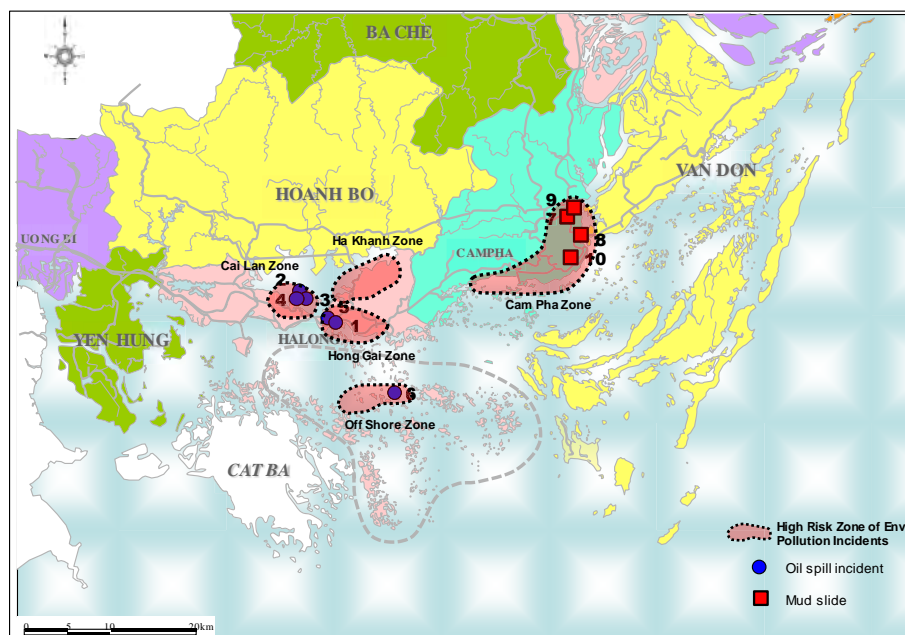 BA CHE
VAN DON
HOANH BO
9
7
UONG BI
Ha Khanh Zone
8
CAMPHA
10
Cai Lan Zone
2
4
3
5
Cam Pha Zone
1
YEN HUNG
HALONG
Hong Gai Zone
6
Off Shore Zone
CAT BA
High Risk Zone of Env
Pollution Incidents
Oil spill incident
Mud slide
0 5 10 20km